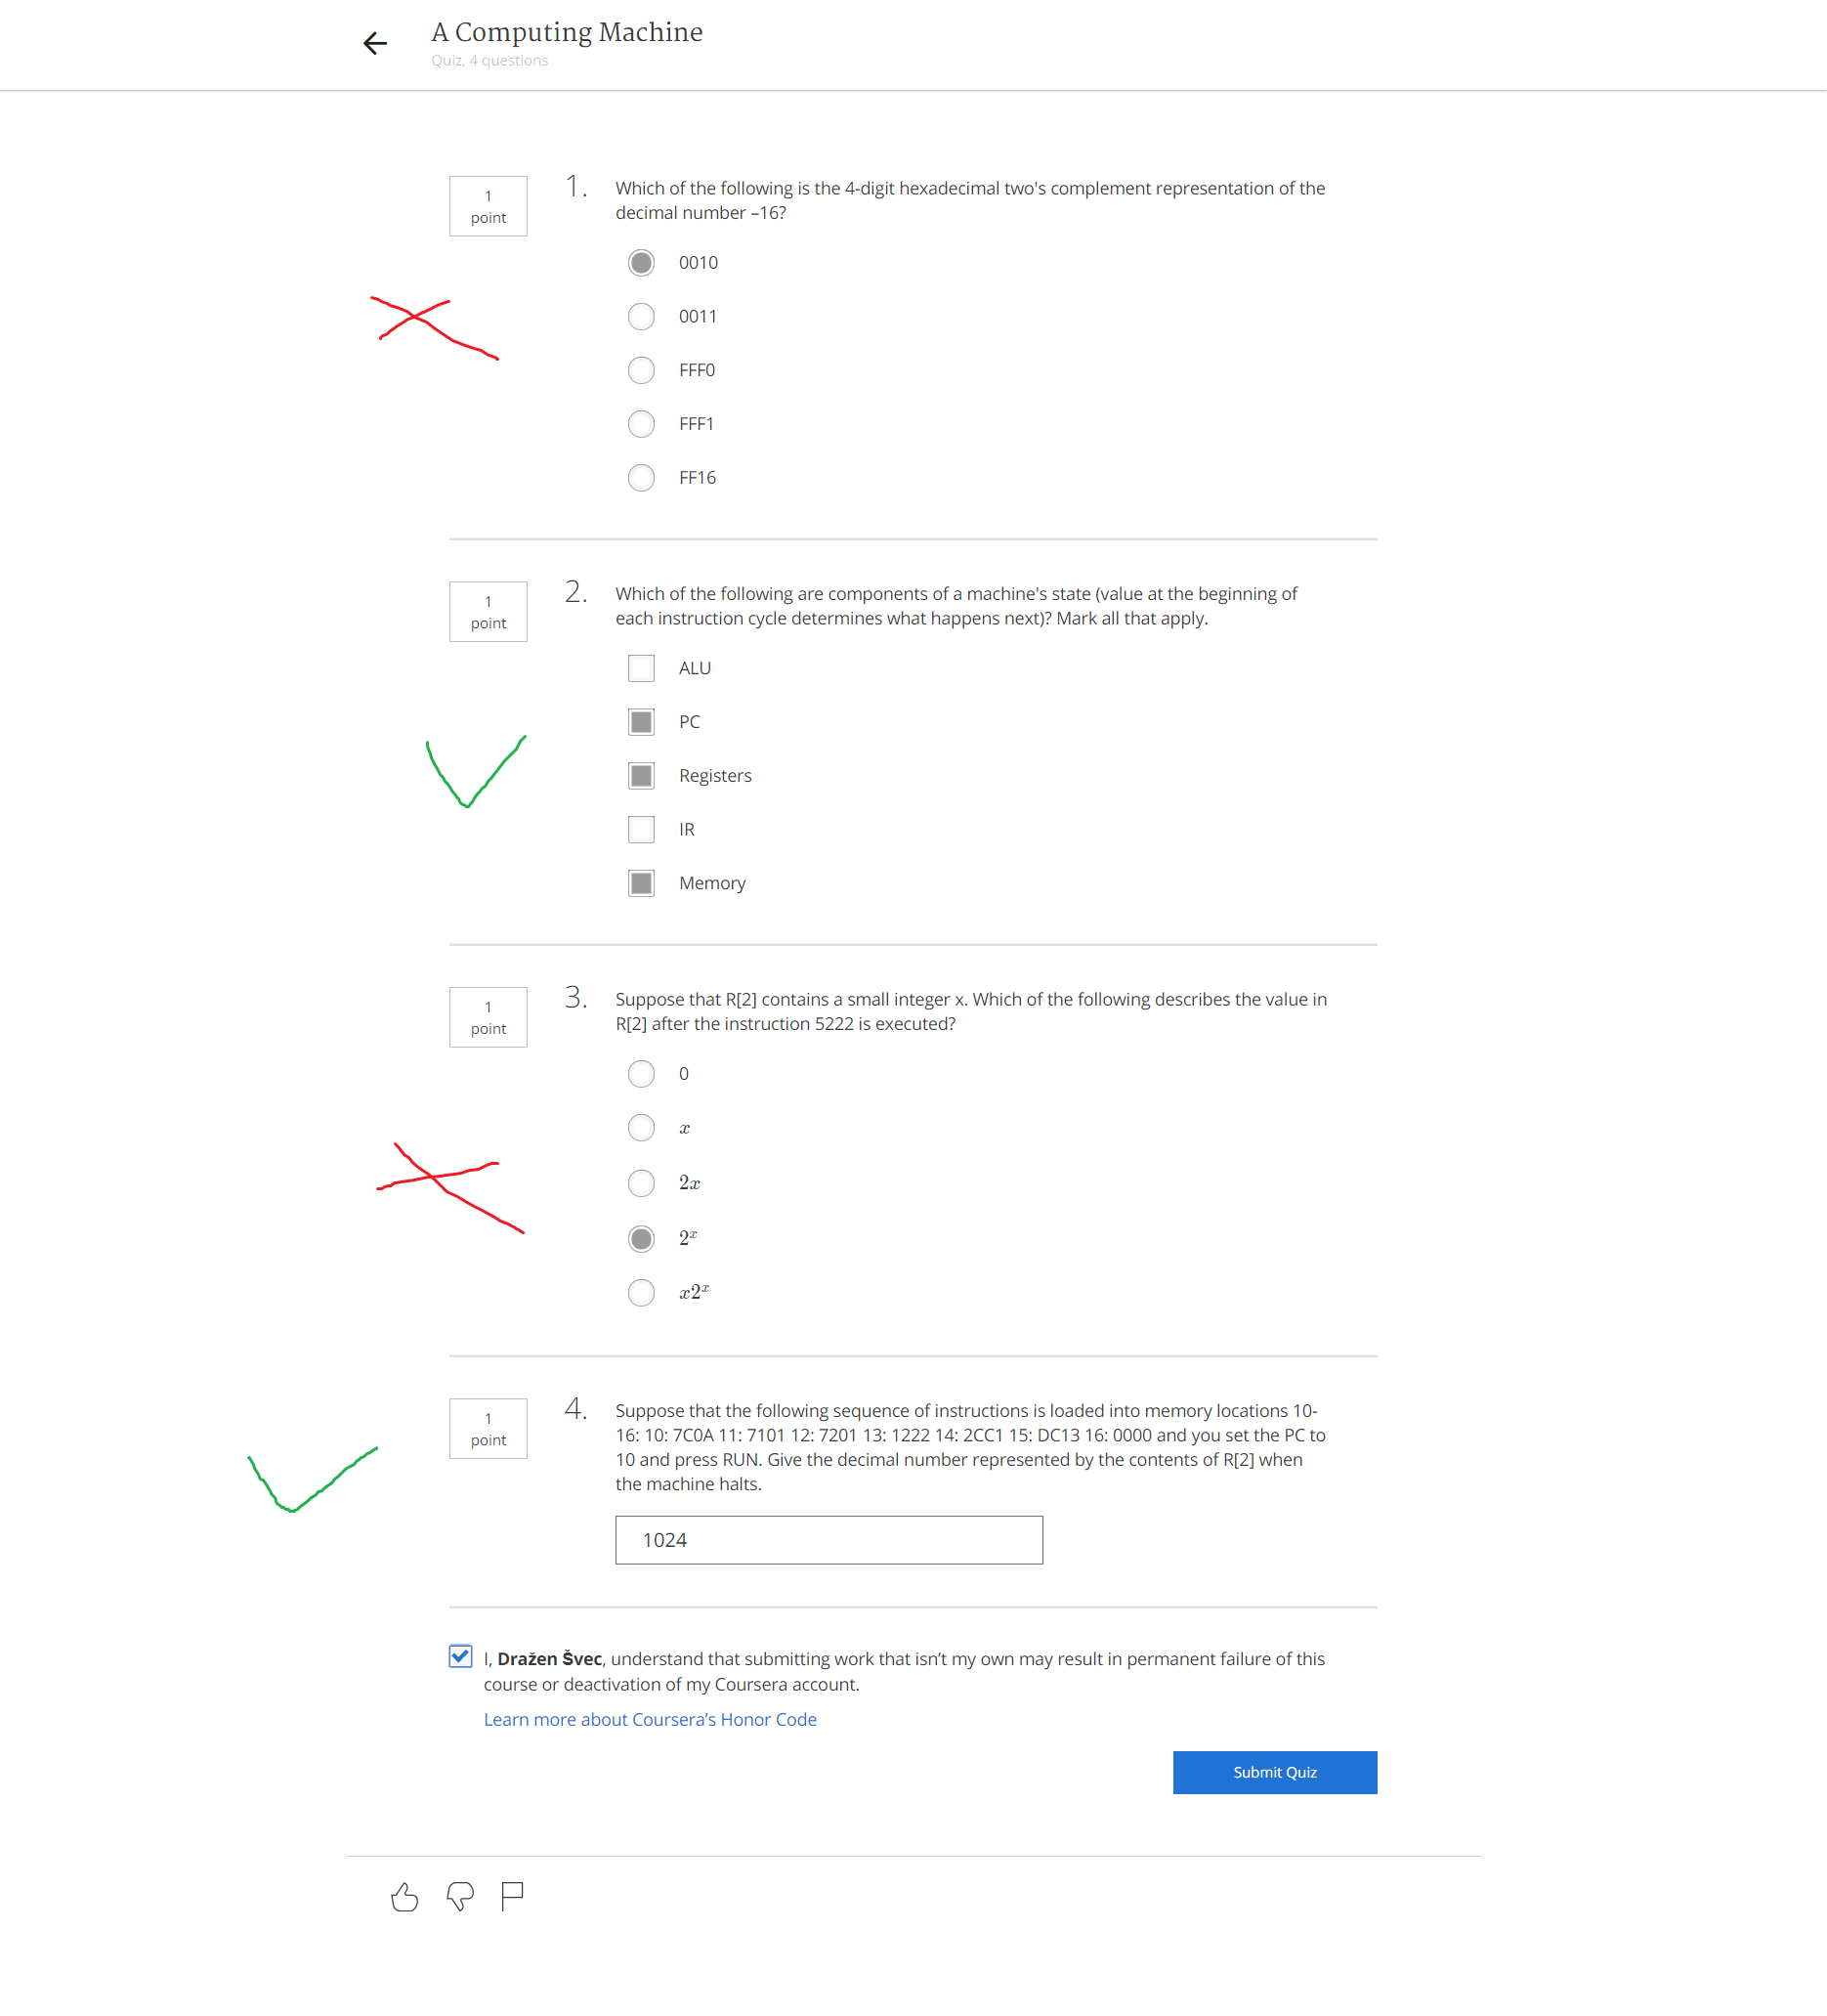 A Computing Machine
Quiz, 4 questions
1
point
1.
Which of the following is the 4-digit hexadecimal two's complement representation of the
decimal number –16?
0010
0011
FFF0
FFF1
FF16
1
point
2.
Which of the following are components of a machine's state (value at the beginning of
each instruction cycle determines what happens next)? Mark all that apply.
ALU
PC
Registers
IR
Memory
1
point
3.
Suppose that R[2] contains a small integer x. Which of the following describes the value in
R[2] after the instruction 5222 is executed?
0
x
2x
2ˣ
x2ˣ
1
point
4.
Suppose that the following sequence of instructions is loaded into memory locations 10-
16: 10: 7C0A 11: 7101 12: 7201 13: 1222 14: 2CC1 15: DC13 16: 0000 and you set the PC to
10 and press RUN. Give the decimal number represented by the contents of R[2] when
the machine halts.
1024
I, Dražen Švec, understand that submitting work that isn’t my own may result in permanent failure of this
course or deactivation of my Coursera account.
Learn more about Coursera’s Honor Code
Submit Quiz